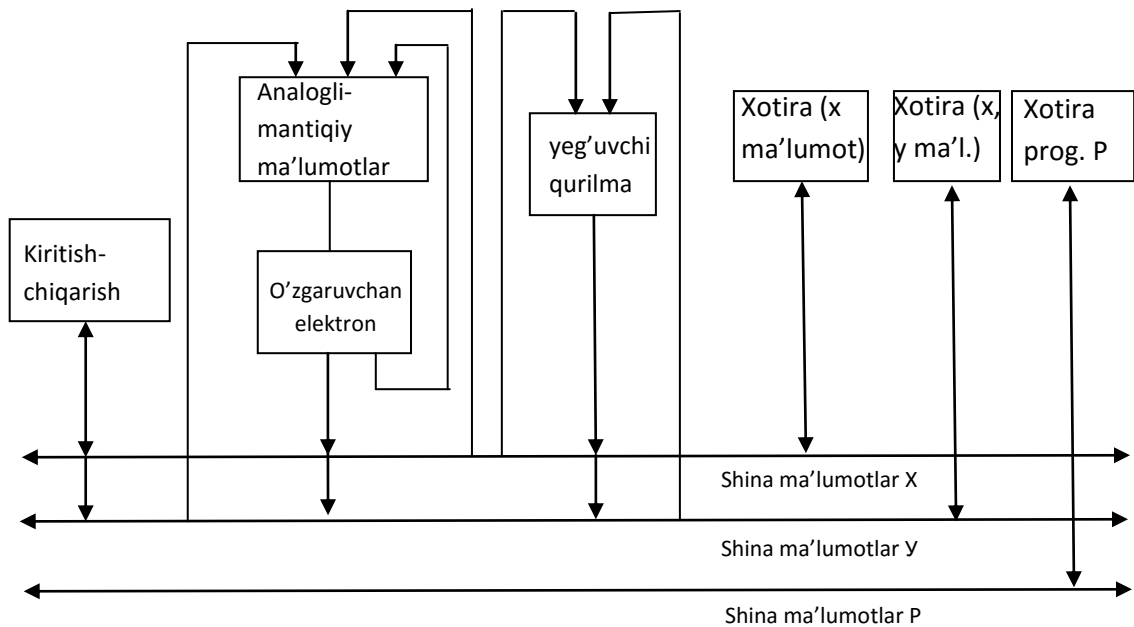 Analogli-
mantiqiy
ma’lumotlar
yeg’uvchi
qurilma
Xotira (x
ma’lumot)
Xotira (x,
y ma’l.)
Xotira
prog. P
Kiritish-
chiqarish
O’zgaruvchan
elektron
Shina ma’lumotlar X
Shina ma’lumotlar У
Shina ma’lumotlar P